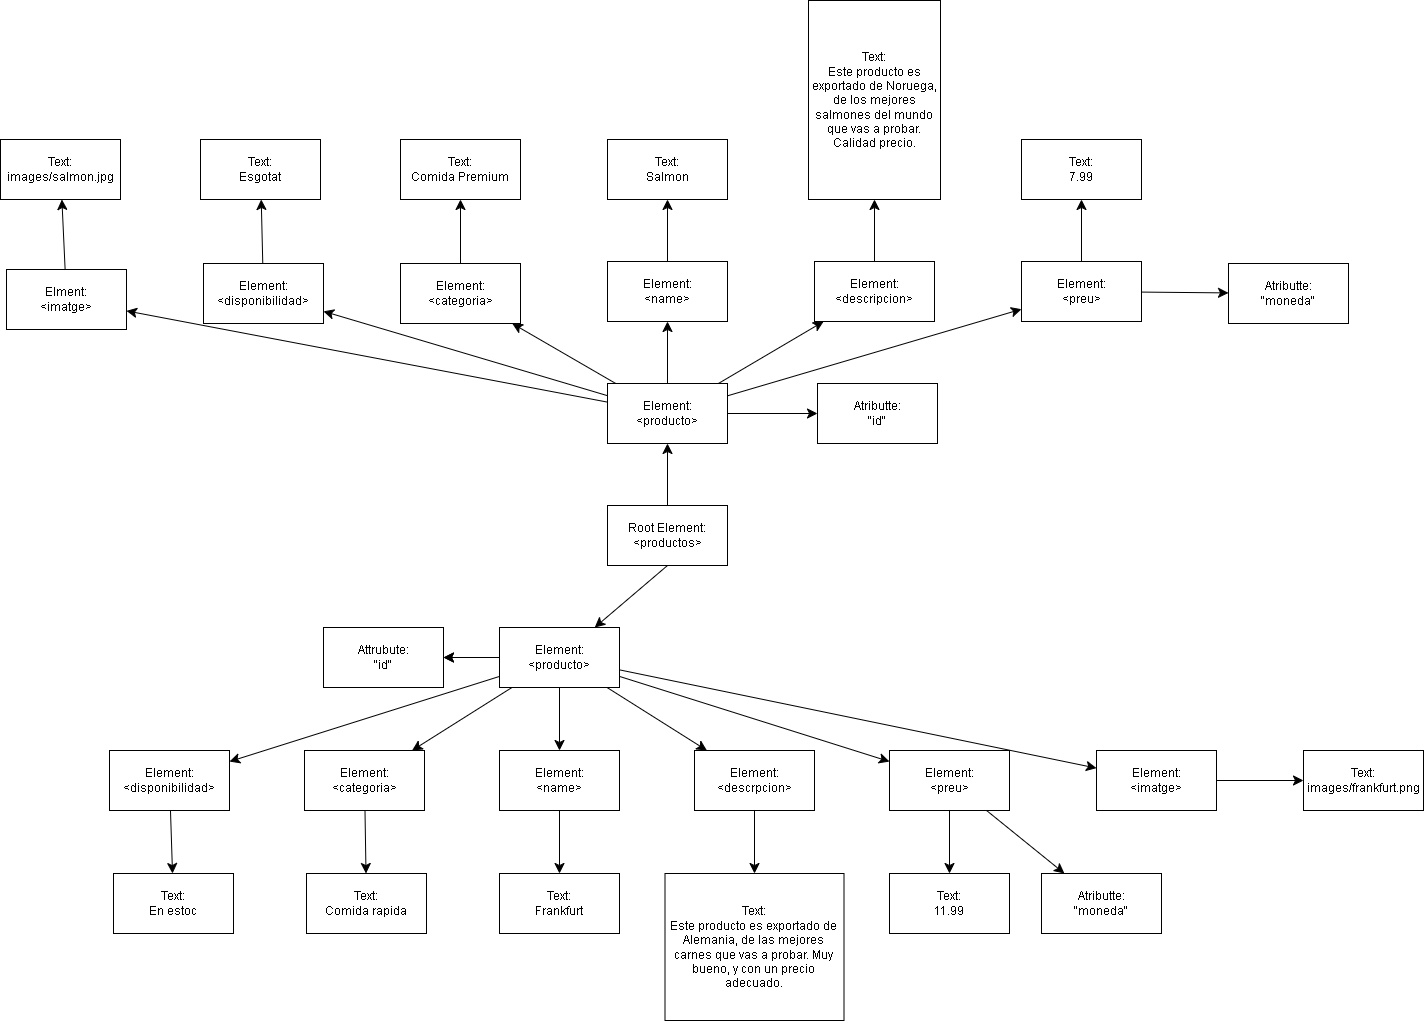 Text:
Este producto es
exportado de Noruega,
de los mejores
salmones del mundo
que vas a probar.
Calidad precio.
Text:
images/salmon.jpg
Text:
Esgotat
Text:
Comida Premium
Text:
Salmon
Text:
7.99
Elment:
<imatge>
Element:
<disponibilidad>
Element:
<categoria>
Element:
<name>
Element:
<descripcion>
Element:
<preu>
Atributte:
"moneda"
Element:
<producto>
Atributte:
"id"
Root Element:
<productos>
Attrubute:
"id"
Element:
<producto>
Element:
<disponibilidad>
Element:
<categoria>
Element:
<name>
Element:
<descrpcion>
Element:
<preu>
Element:
<imatge>
Text:
images/frankfurt.png
Text:
En estoc
Text:
Comida rapida
Text:
Frankfurt
Text:
Este producto es exportado de
Alemania, de las mejores
carnes que vas a probar. Muy
bueno, y con un precio
adecuado.
Text:
11.99
Atributte:
"moneda"